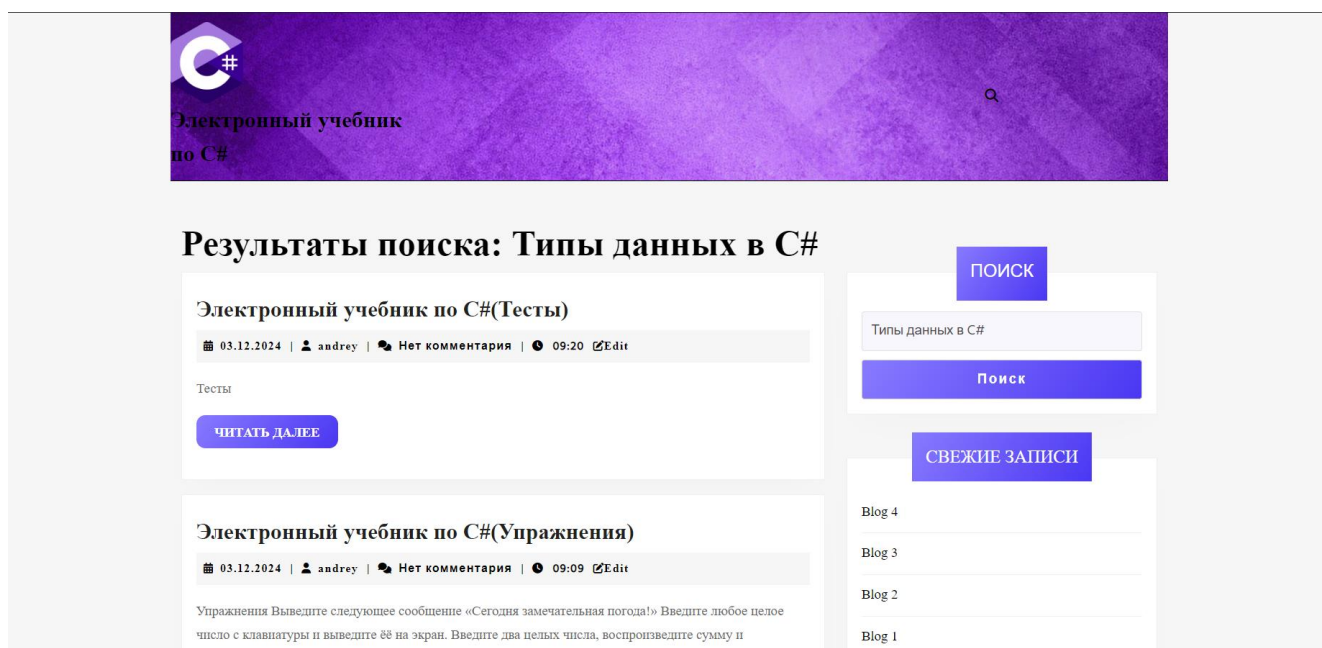 C#
Электронный учебник
по C#
Результаты поиска: Типы данных в C#
Электронный учебник по C#(Тесты)
03.12.2024 | andrey | Нет комментария | 09:20 Edit
Тесты
ЧИТАТЬ ДАЛЕЕ
Электронный учебник по C#(Упражнения)
03.12.2024 | andrey | Нет комментария | 09:09 Edit
Упражнения Выведите следующее сообщение «Сегодня замечательная погода!» Введите любое целое
число с клавиатуры и выведите её на экран. Введите два целых числа, воспроизведите сумму и
ПОИСК
Типы данных в C#
Поиск
СВЕЖИЕ ЗАПИСИ
Blog 4
Blog 3
Blog 2
Blog 1